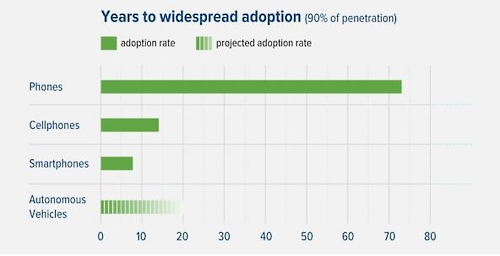 Years to widespread adoption (90% of penetration)
adoption rate projected adoption rate
Phones
Cellphones
Smartphones
Autonomous
Vehicles
0 10 20 30 40 50 60 70 80